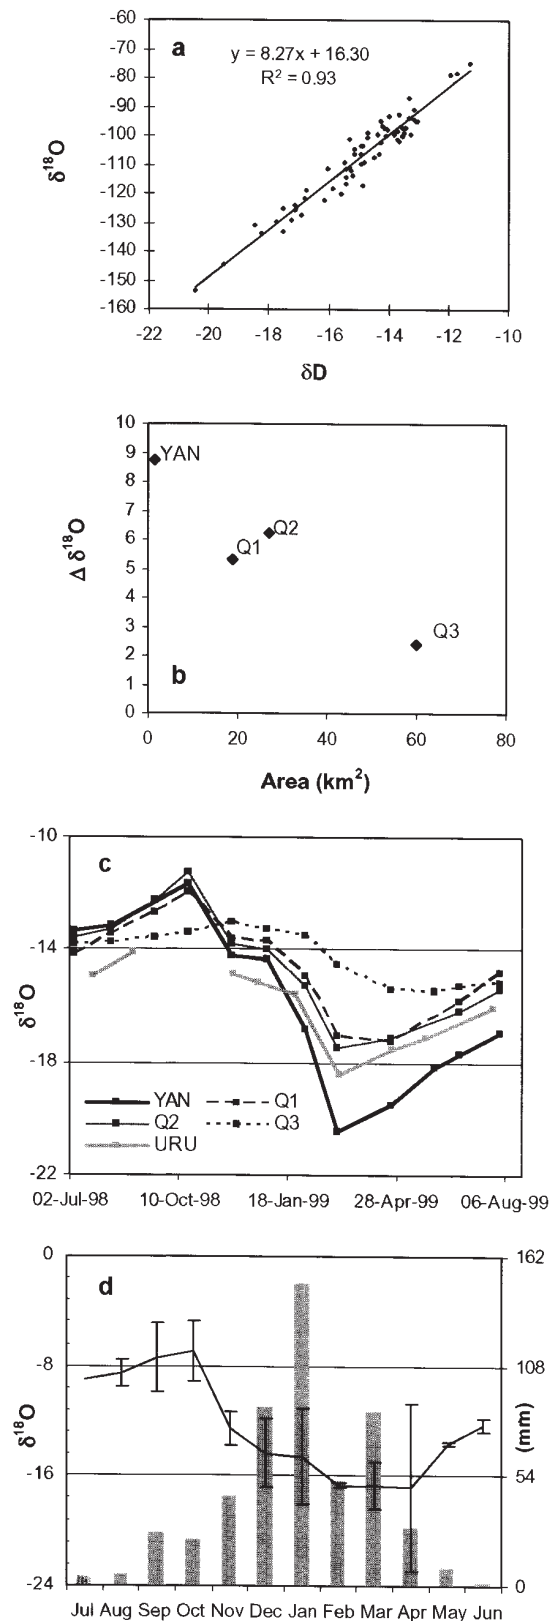 -60
-70
-80
-90
-100
-110
-120
-130
-140
-150
-160
a
y = 8.27x + 16.30
R² = 0.93
δ¹⁸O
-22 -20 -18 -16 -14 -12 -10
δD
10
9
8
7
6
5
4
3
2
1
0
YAN
Q2
Q1
Q3
Δ δ¹⁸O
b
0 20 40 60 80
Area (km²)
-10
c
-14
δ¹⁸O
-18
YAN Q1
Q2 Q3
URU
-22
02-Jul-98 10-Oct-98 18-Jan-99 28-Apr-99 06-Aug-99
0 162
d
-8 108
δ¹⁸O (mm)
-16 54
-24 0
Jul Aug Sep Oct Nov Dec Jan Feb Mar Apr May Jun